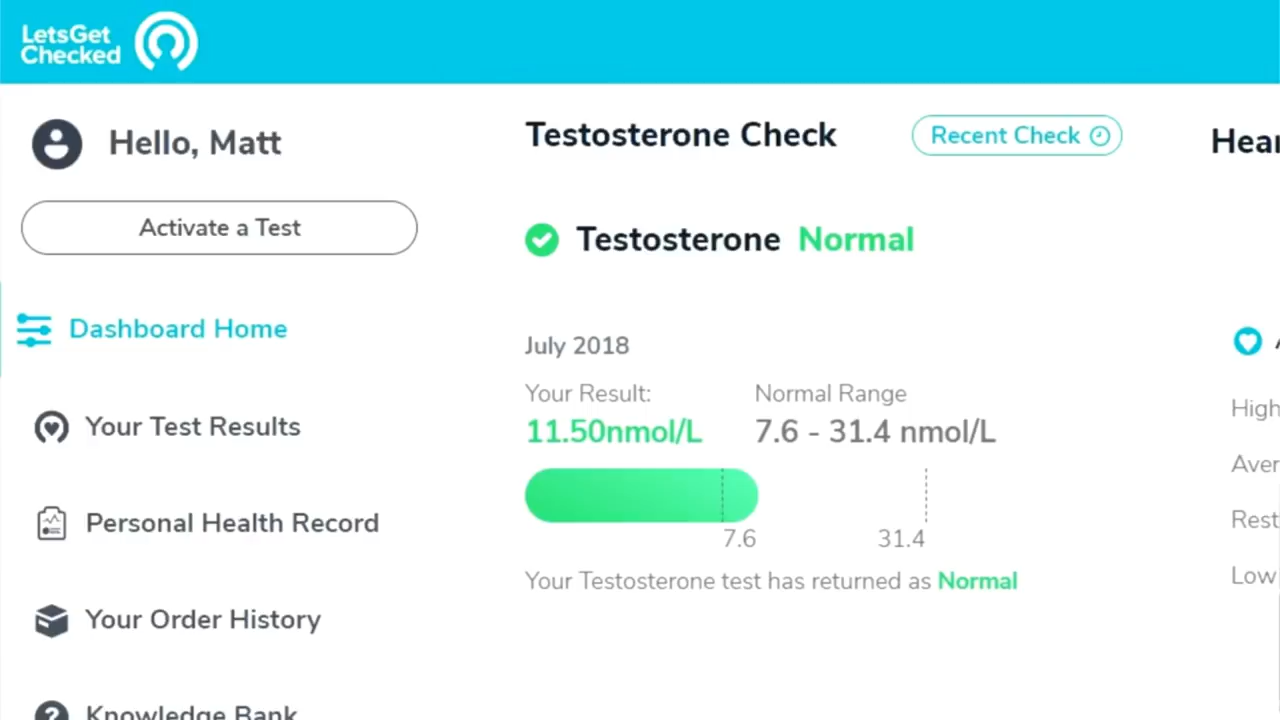 LetsGet
Checked
Hello, Matt
Activate a Test
Dashboard Home
Your Test Results
Personal Health Record
Your Order History
Knowledge Bank
Testosterone Check
Recent Check
Testosterone Normal
July 2018
Your Result:
11.50nmol/L
Normal Range
7.6 - 31.4 nmol/L
7.6
31.4
Your Testosterone test has returned as Normal
High
Low